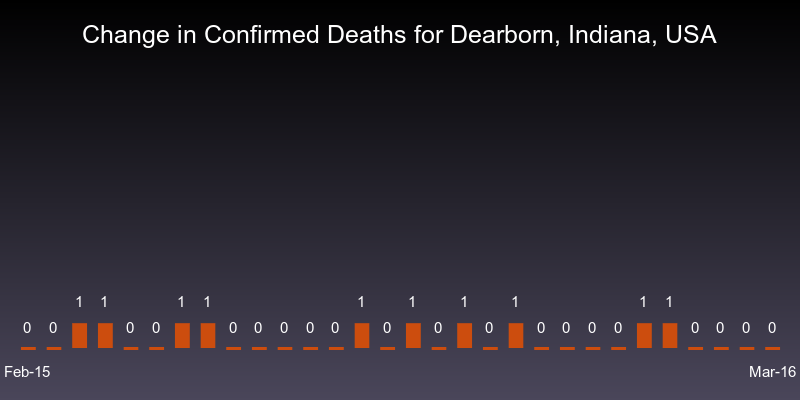 Change in Confirmed Deaths for Dearborn, Indiana, USA
0 0 1 1 0 0 1 1 0 0 0 0 0 1 0 1 0 1 0 1 0 0 0 0 1 1 0 0 0 0
Feb-15 Mar-16